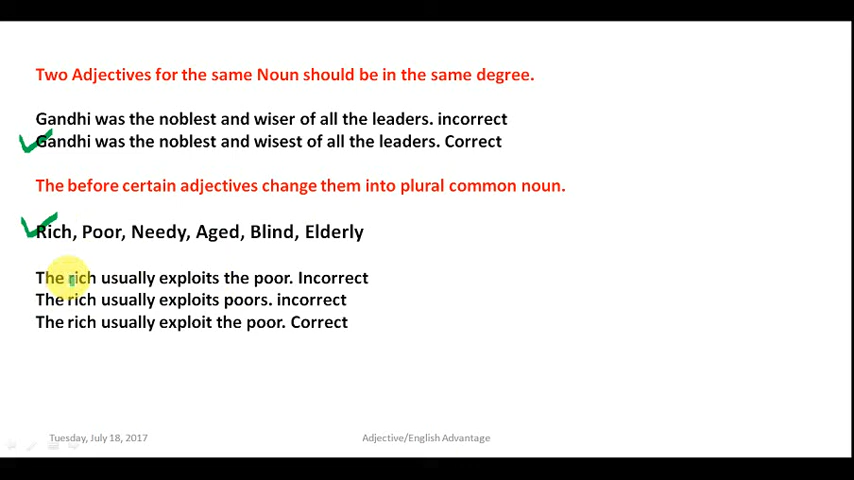 Two Adjectives for the same Noun should be in the same degree.
Gandhi was the noblest and wiser of all the leaders. incorrect
Gandhi was the noblest and wisest of all the leaders. Correct
The before certain adjectives change them into plural common noun.
Rich, Poor, Needy, Aged, Blind, Elderly
The rich usually exploits the poor. Incorrect
The rich usually exploits poors. incorrect
The rich usually exploit the poor. Correct
Tuesday, July 18, 2017
Adjective/English Advantage